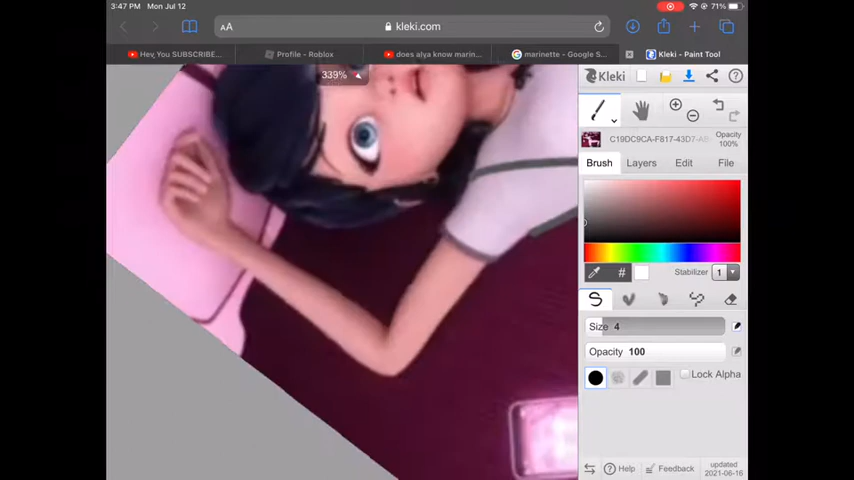 3:47 PM Mon Jul 12
71%
AA
kleki.com
Hey, You SUBSCRIBE...
Profile - Roblox
does alya know marin...
marinette - Google S...
Kleki - Paint Tool
339%
Kleki
Opacity
100%
C19DC9CA-F817-43D7-A
Brush
Layers
Edit
File
#
Stabilizer
1
Size 4
Opacity 100
Lock Alpha
Help
Feedback
updated
2021-06-16